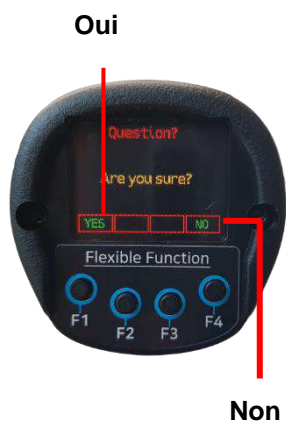 Oui
Question?
Are you sure?
YES NO
Flexible Function
F1 F2 F3 F4
Non